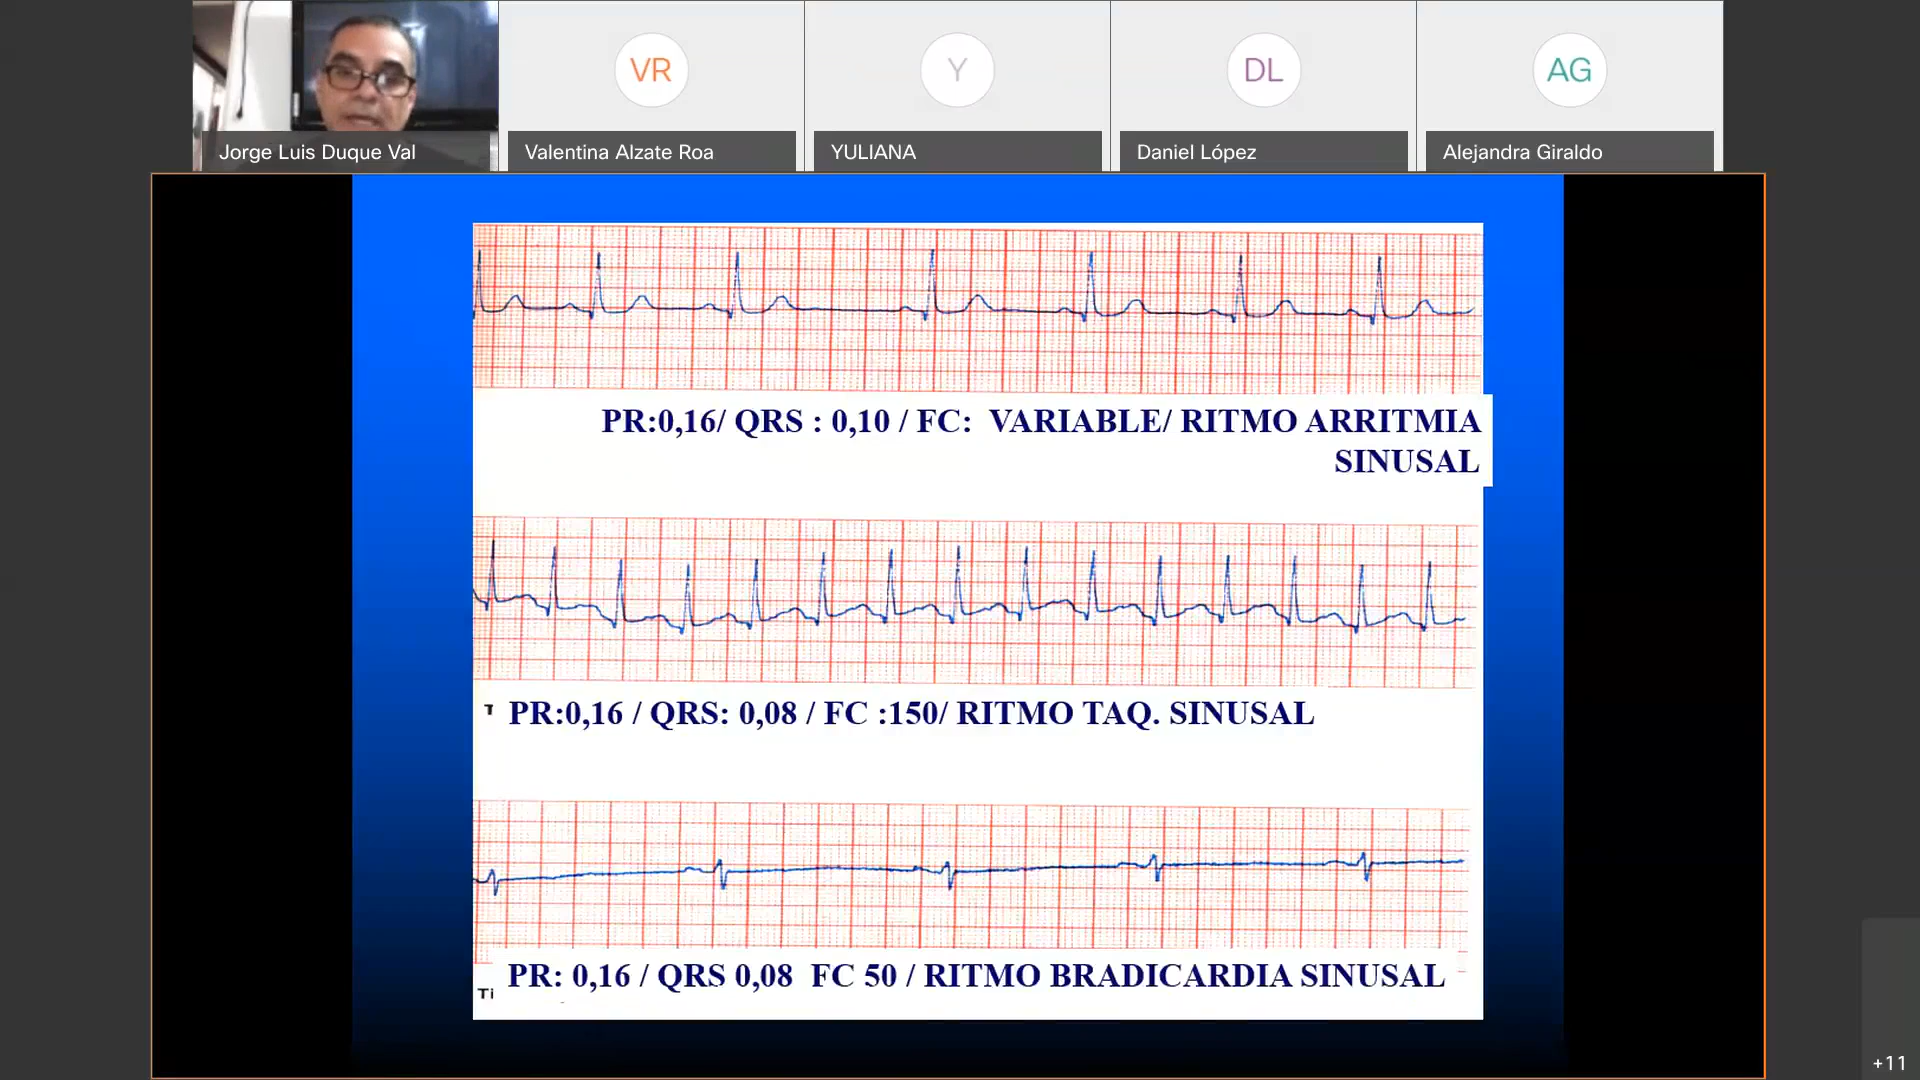 VR
Y
DL
AG
Jorge Luis Duque Val
Valentina Alzate Roa
YULIANA
Daniel López
Alejandra Giraldo
PR:0,16/ QRS : 0,10 / FC: VARIABLE/ RITMO ARRITMIA
SINUSAL
PR:0,16 / QRS: 0,08 / FC :150/ RITMO TAQ. SINUSAL
PR: 0,16 / QRS 0,08 FC 50 / RITMO BRADICARDIA SINUSAL
Ti
+11